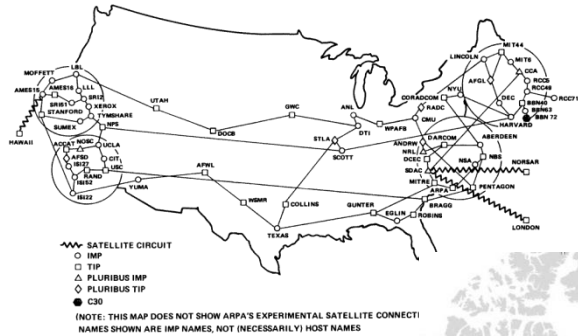 MOFFETT
LBL
AMES15
AMES16
LLL
SRI2
SRI51
XEROX
STANFORD
TYMSHARE
SUMEX
NPS
HAWAII
ACCAT
NOSC
UCLA
AFSD
CIT
ISI27
RAND
USC
ISI52
ISI22
UTAH
DOCB
GWC
ANL
DTI
WPAFB
STLA
SCOTT
AFWL
YUMA
WSMR
COLLINS
TEXAS
GUNTER
EGLIN
ROBINS
BRAGG
LINCOLN
MIT44
MIT6
CCA
RCC5
RCC49
RCC71
AFGL
DEC
BBN40
BBN63
BBN 72
HARVARD
CORADCOM
NYU
RADC
CMU
ABERDEEN
ANDRW
DARCOM
NRL
DCEC
NSA
NBS
SDAC
NORSAR
MITRE
ARPA
PENTAGON
LONDON
SATELLITE CIRCUIT
IMP
TIP
PLURIBUS IMP
PLURIBUS TIP
C30
(NOTE: THIS MAP DOES NOT SHOW ARPA'S EXPERIMENTAL SATELLITE
NAMES SHOWN ARE IMP NAMES, NOT (NECESSARILY) HOST NAMES